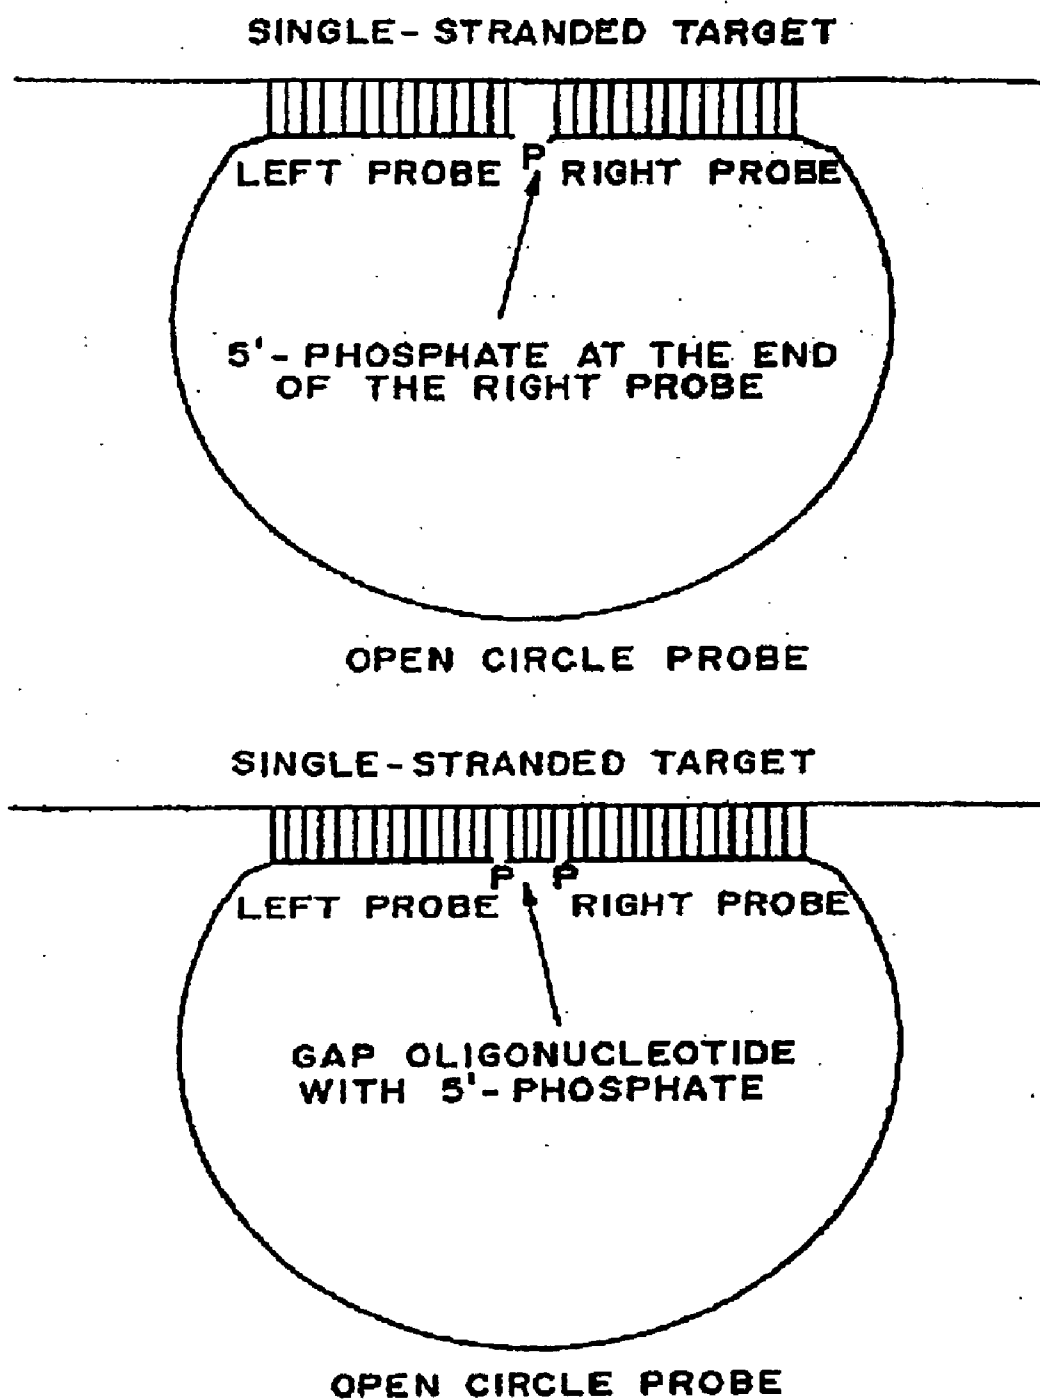 SINGLE-STRANDED TARGET
P
LEFT PROBE RIGHT PROBE
5'-PHOSPHATE AT THE END
OF THE RIGHT PROBE
OPEN CIRCLE PROBE
SINGLE-STRANDED TARGET
P P
LEFT PROBE RIGHT PROBE
GAP OLIGONUCLEOTIDE
WITH 5'-PHOSPHATE
OPEN CIRCLE PROBE